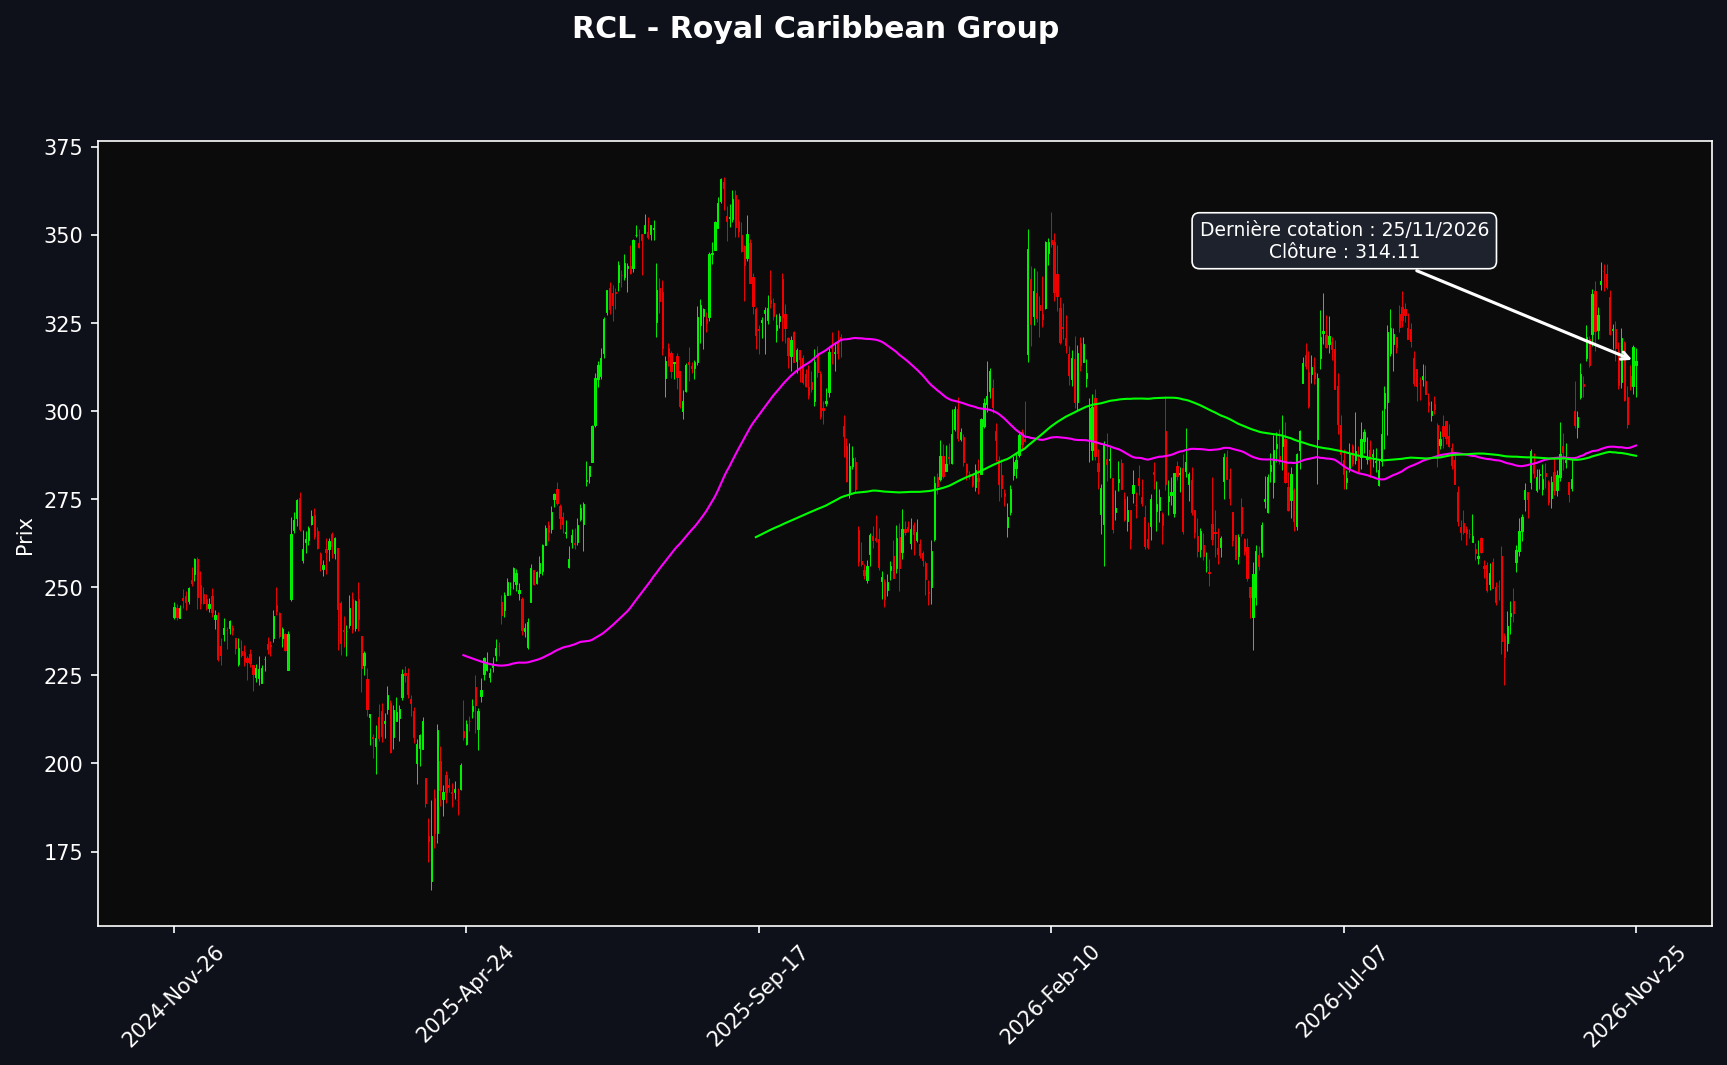 RCL - Royal Caribbean Group
375
350
325
300
275
250
225
200
175
Prix
Dernière cotation : 25/11/2026
Clôture : 314.11
2024-Nov-26
2025-Apr-24
2025-Sep-17
2026-Feb-10
2026-Jul-07
2026-Nov-25